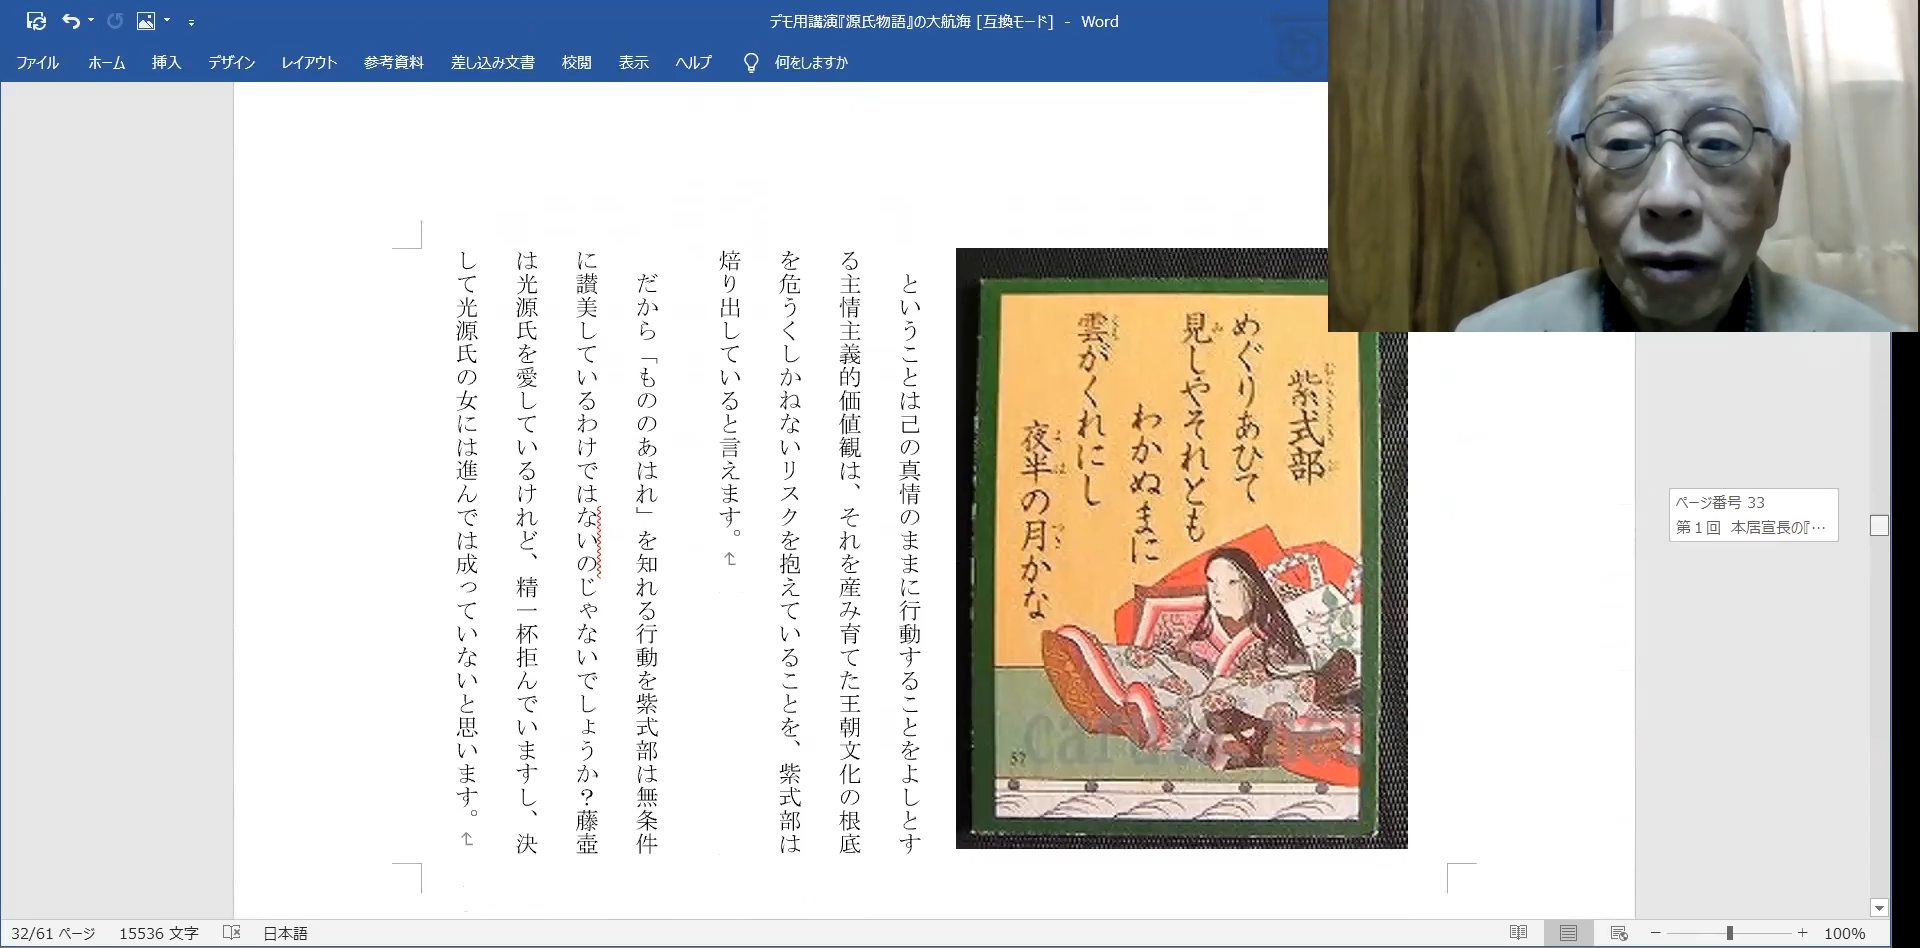 デモ用講演『源氏物語』の大航海 [互換モード] - Word
ファイル ホーム 挿入 デザイン レイアウト 参考資料 差し込み文書 校閲 表示 ヘルプ 何をしますか
紫式部
むらさきしきぶ
めぐりあひて
見しやそれとも
み
わかぬまに
雲がくれにし
くも
夜半の月かな
よは
つき
57
ということは己の真情のままに行動することをよしとす
る主情主義的価値観は、それを産み育てた王朝文化の根底
を危うくしかねないリスクを抱えていることを、紫式部は
焙り出していると言えます。
だから「もののあはれ」を知れる行動を紫式部は無条件
に讃美しているわけではないのじゃないでしょうか?藤壺
は光源氏を愛しているけれど、精一杯拒んでいますし、決
して光源氏の女には進んでは成っていないと思います。
ページ番号 33
第1回 本居宣長の『…
32/61 ページ 15536 文字 日本語
100%